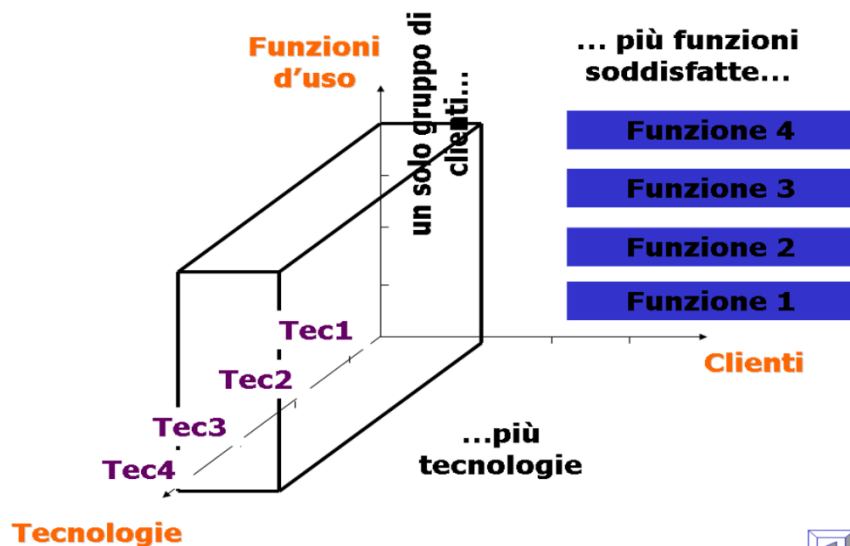 Funzioni
d'uso
un solo gruppo di
clienti...
... più funzioni
soddisfatte...
Funzione 4
Funzione 3
Funzione 2
Funzione 1
Tec1
Tec2
Tec3
Tec4
Clienti
...più
tecnologie
Tecnologie